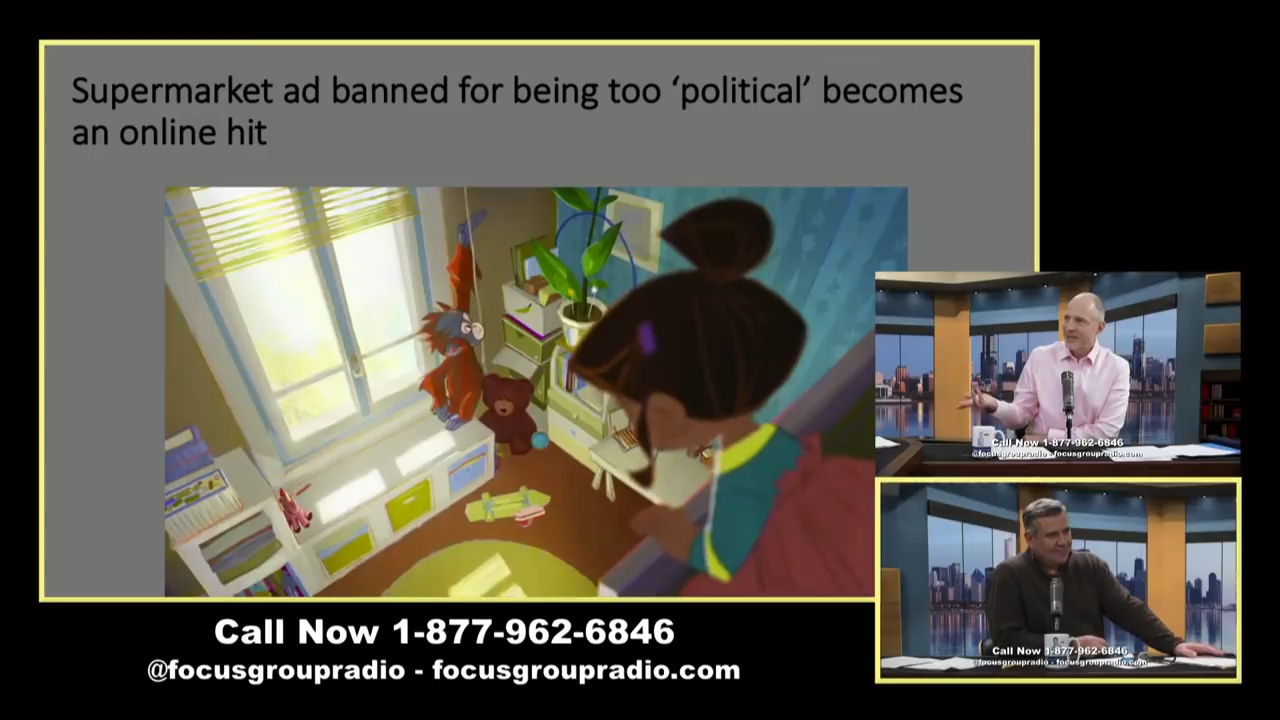 Supermarket ad banned for being too ‘political’ becomes
an online hit
Call Now 1-877-962-6846
@focusgroupradio - focusgroupradio.com
Call Now 1-877-962-6846
@focusgroupradio - focusgroupradio.com
Call Now 1-877-962-6846
@focusgroupradio - focusgroupradio.com